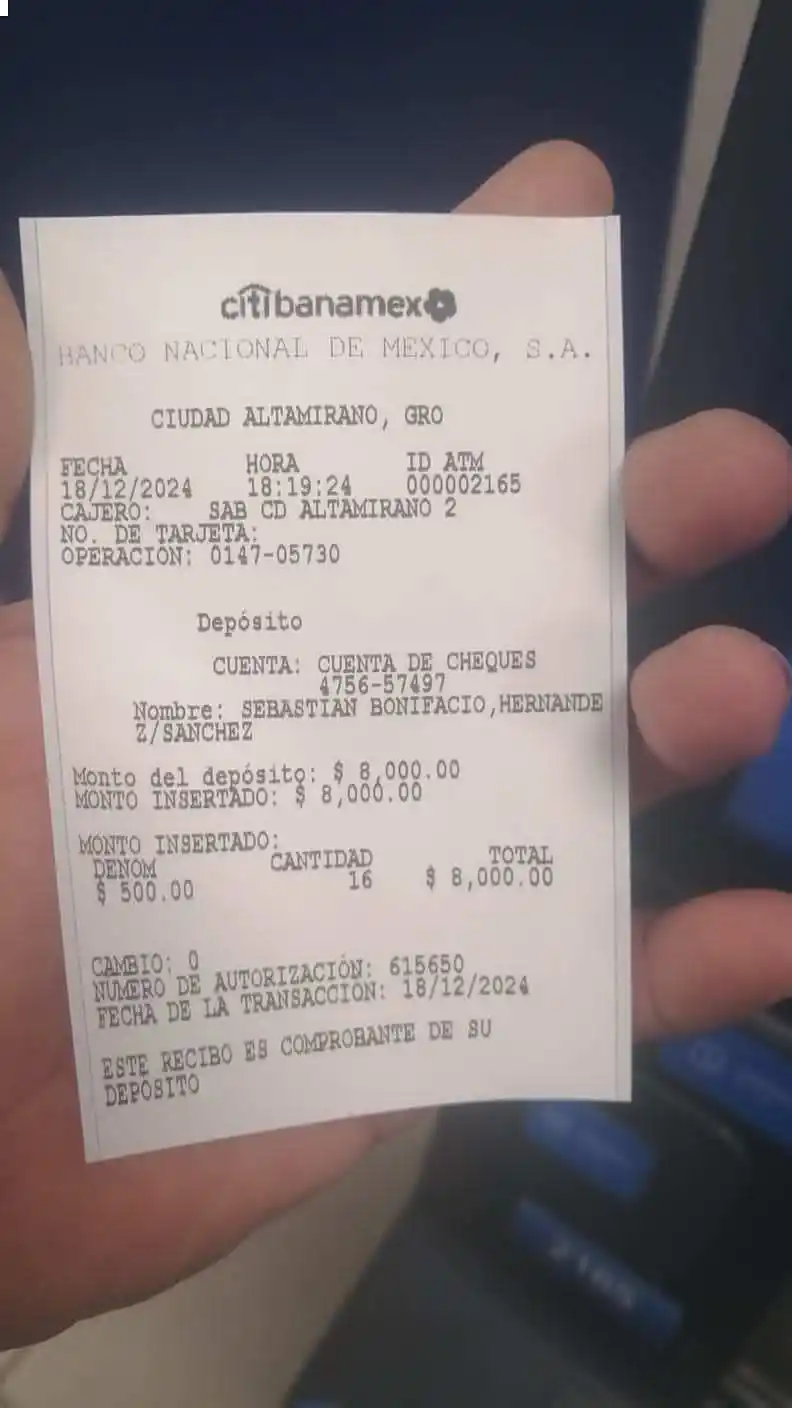 citibanamex
BANCO NACIONAL DE MEXICO, S.A.
CIUDAD ALTAMIRANO, GRO
FECHA HORA ID ATM
18/12/2024 18:19:24 000002165
CAJERO: SAB CD ALTAMIRANO 2
NO. DE TARJETA:
OPERACION: 0147-05730
Depósito
CUENTA: CUENTA DE CHEQUES
4756-57497
Nombre: SEBASTIAN BONIFACIO,HERNANDE
Z/SANCHEZ
Monto del depósito: $ 8,000.00
MONTO INSERTADO: $ 8,000.00
MONTO INSERTADO:
DENOM CANTIDAD TOTAL
$ 500.00 16 $ 8,000.00
CAMBIO: 0
NUMERO DE AUTORIZACIÓN: 615650
FECHA DE LA TRANSACCION: 18/12/2024
ESTE RECIBO ES COMPROBANTE DE SU
DEPOSITO